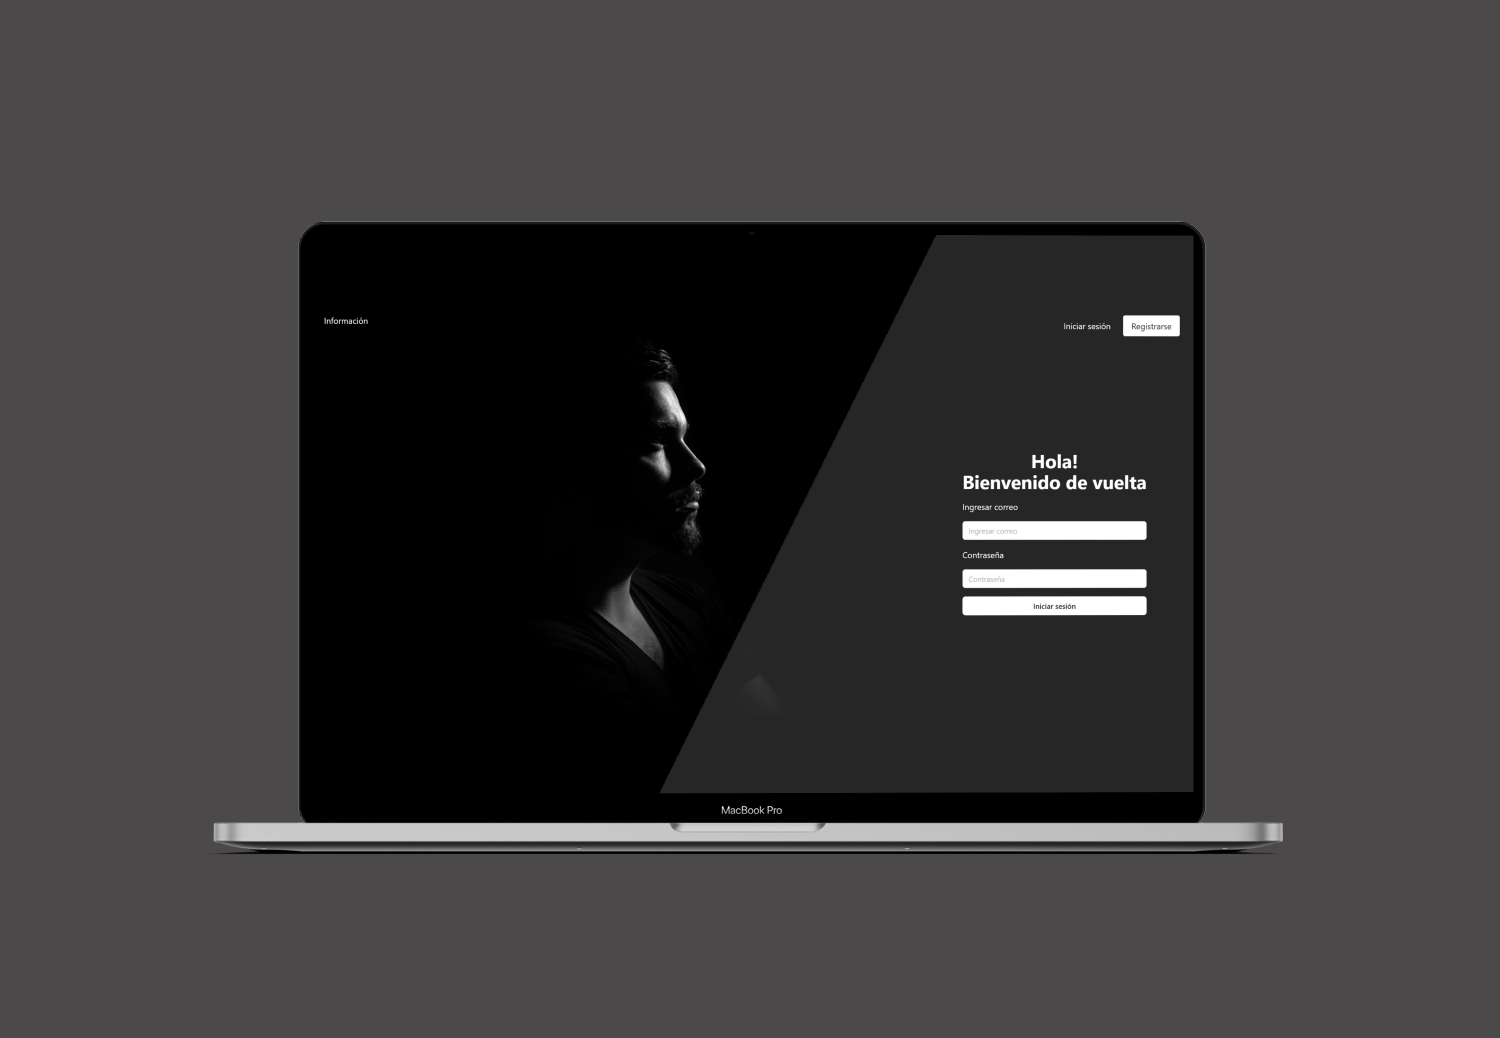 Información
Iniciar sesión
Registrarse
Hola!
Bienvenido de vuelta
Ingresar correo
Ingresar correo
Contraseña
Contraseña
Iniciar sesión
MacBook Pro